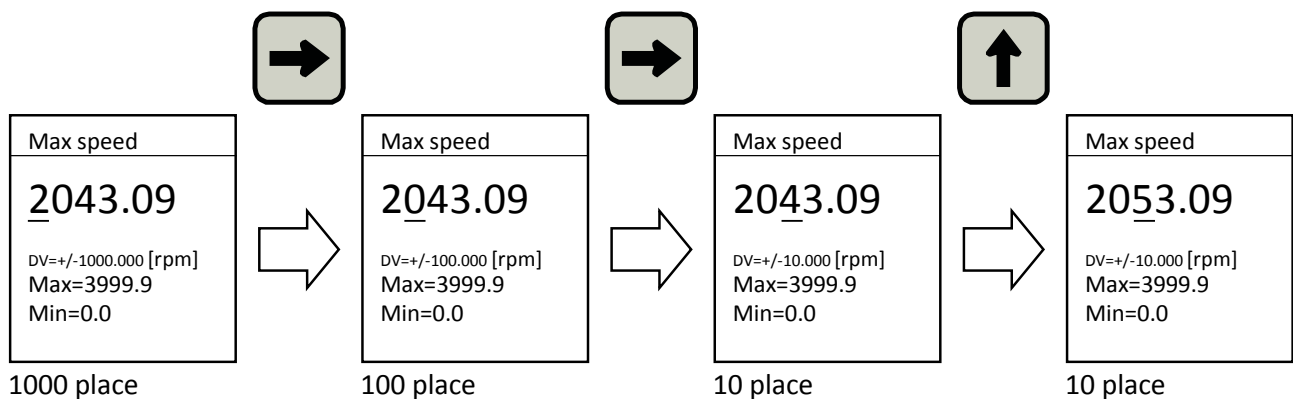 Max speed
2043.09
DV=+/-1000.000 [rpm]
Max=3999.9
Min=0.0
1000 place
Max speed
2043.09
DV=+/-100.000 [rpm]
Max=3999.9
Min=0.0
100 place
Max speed
2043.09
DV=+/-10.000 [rpm]
Max=3999.9
Min=0.0
10 place
Max speed
2053.09
DV=+/-10.000 [rpm]
Max=3999.9
Min=0.0
10 place